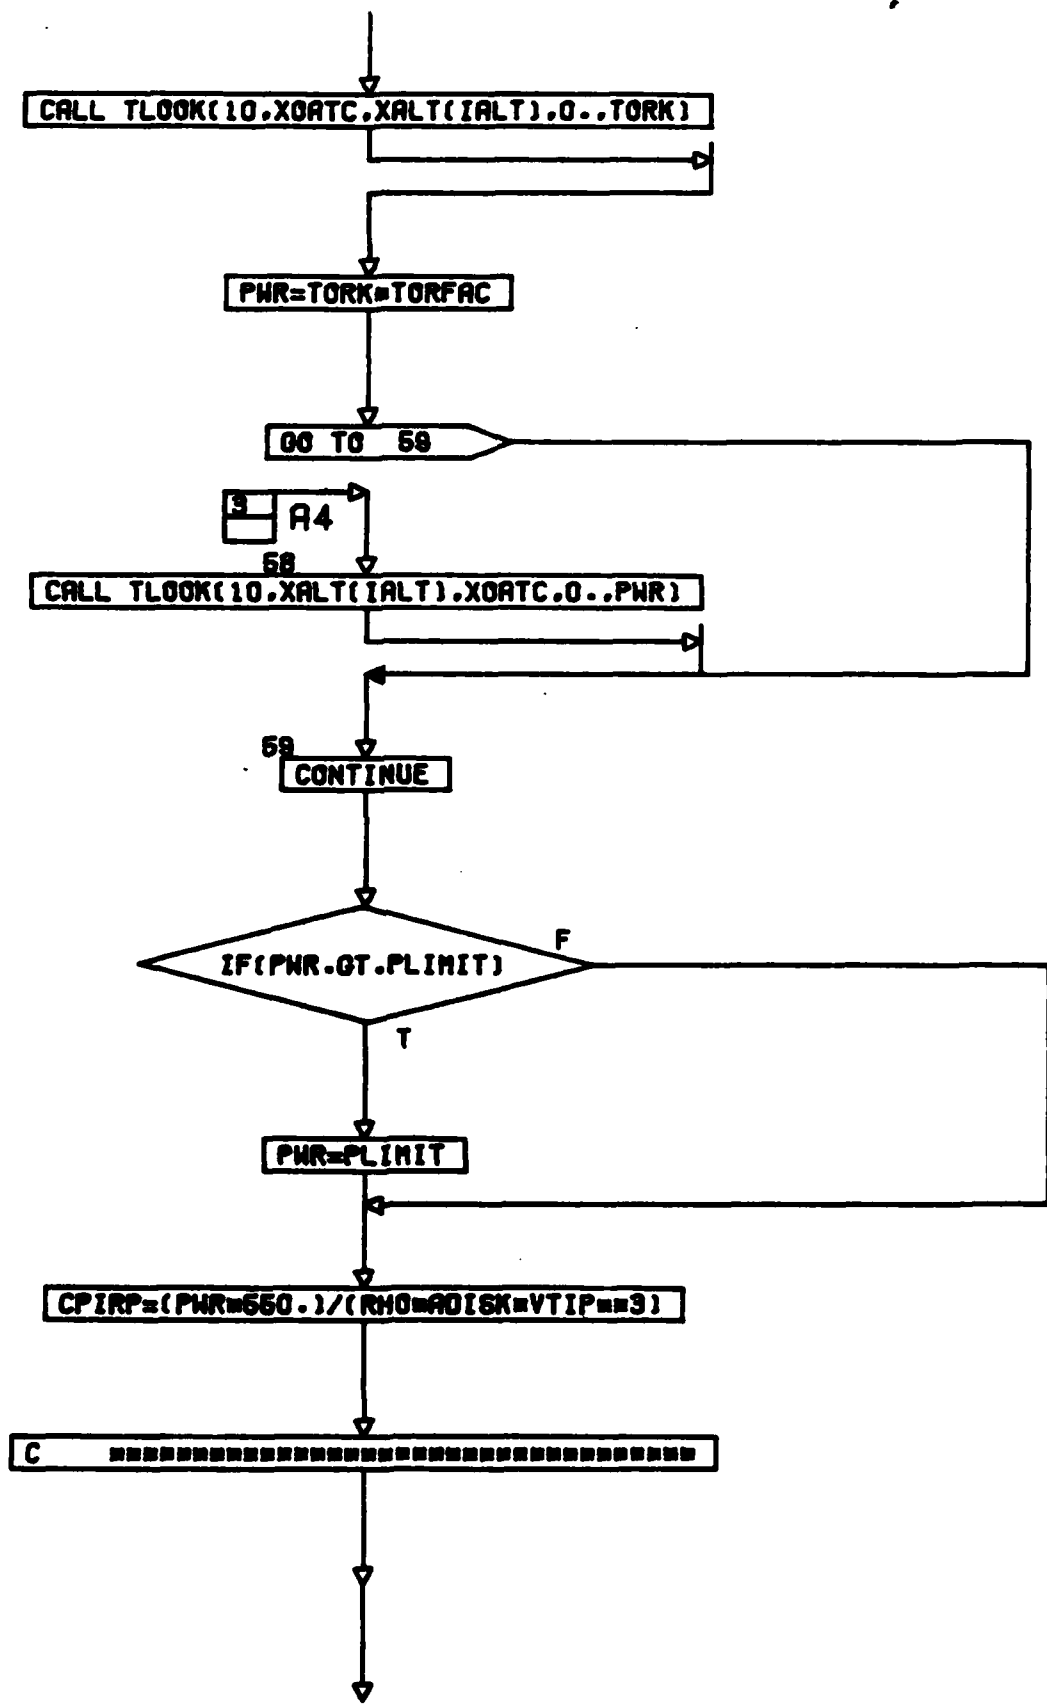 CALL TLOOK(10,XOATC,XALT(IALT),0.,TORK)
PWR=TORK*TORFAC
GO TO 59
3
A4
58
CALL TLOOK(10,XALT(IALT),XOATC,0.,PWR)
59
CONTINUE
IF(PWR.GT.PLIMIT)
F
T
PWR=PLIMIT
CPIRP=(PWR*550.)/(RHO*ADISK*VTIP**3)
C ************************************